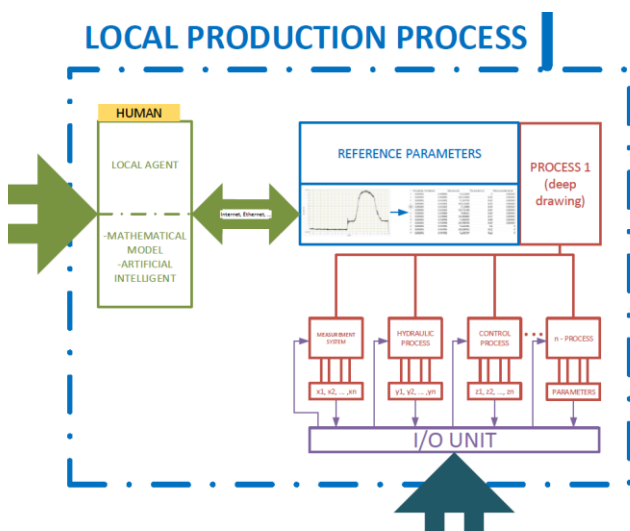 LOCAL PRODUCTION PROCESS
HUMAN
LOCAL AGENT
-MATHEMATICAL
MODEL
-ARTIFICIAL
INTELLIGENT
Internet, Ethernet, ...
REFERENCE PARAMETERS
PROCESS 1
(deep
drawing)
MEASUREMENT
SYSTEM
HYDRAULIC
PROCESS
CONTROL
PROCESS
n - PROCESS
x1, x2, ... ,xn
y1, y2, ... ,yn
z1, z2, ..., zn
PARAMETERS
I/O UNIT